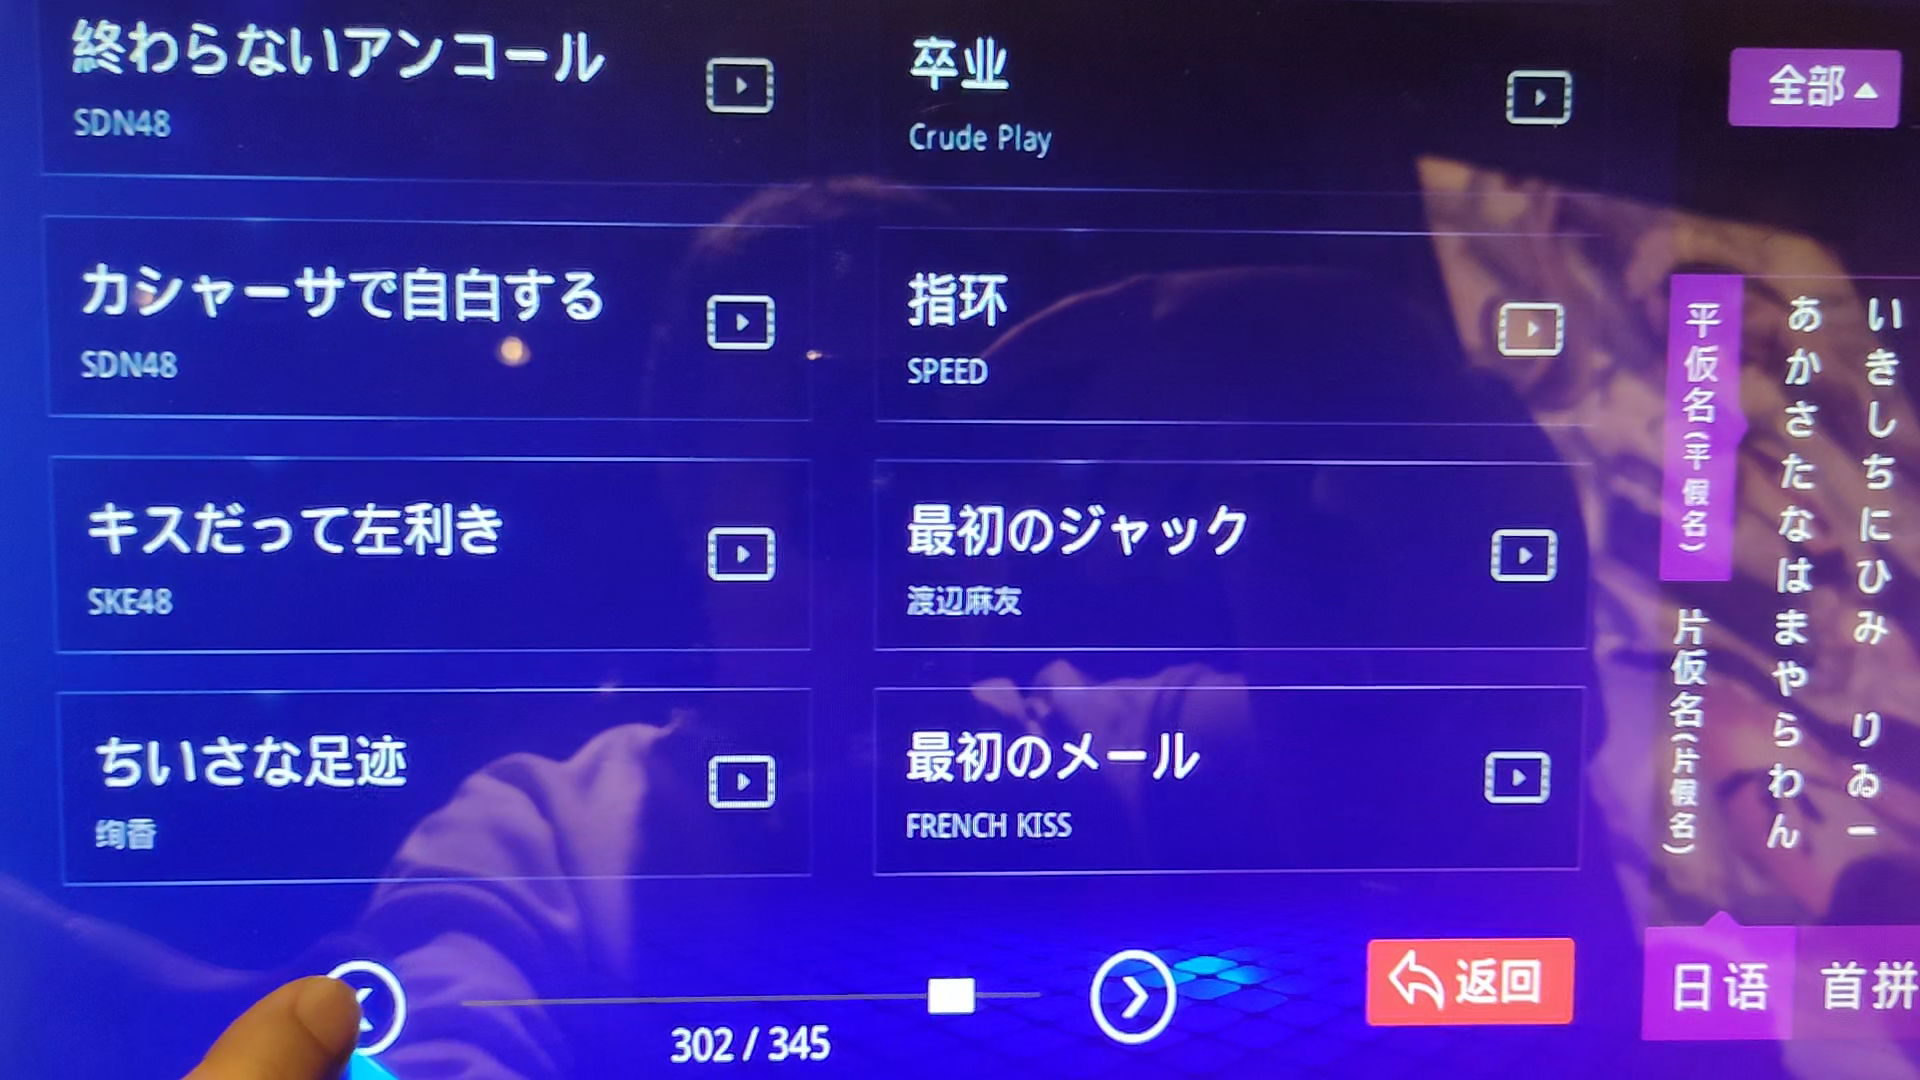 終わらないアンコール
SDN48
卒业
Crude Play
カシャーサで自白する
SDN48
指环
SPEED
キスだって左利き
SKE48
最初のジャック
渡辺麻友
ちいさな足迹
绚香
最初のメール
FRENCH KISS
302 / 345
返回
全部
平仮名(平假名)
片仮名(片假名)
あかさたなはまやらわん
いきしちにひみ りゐー
日语
首拼